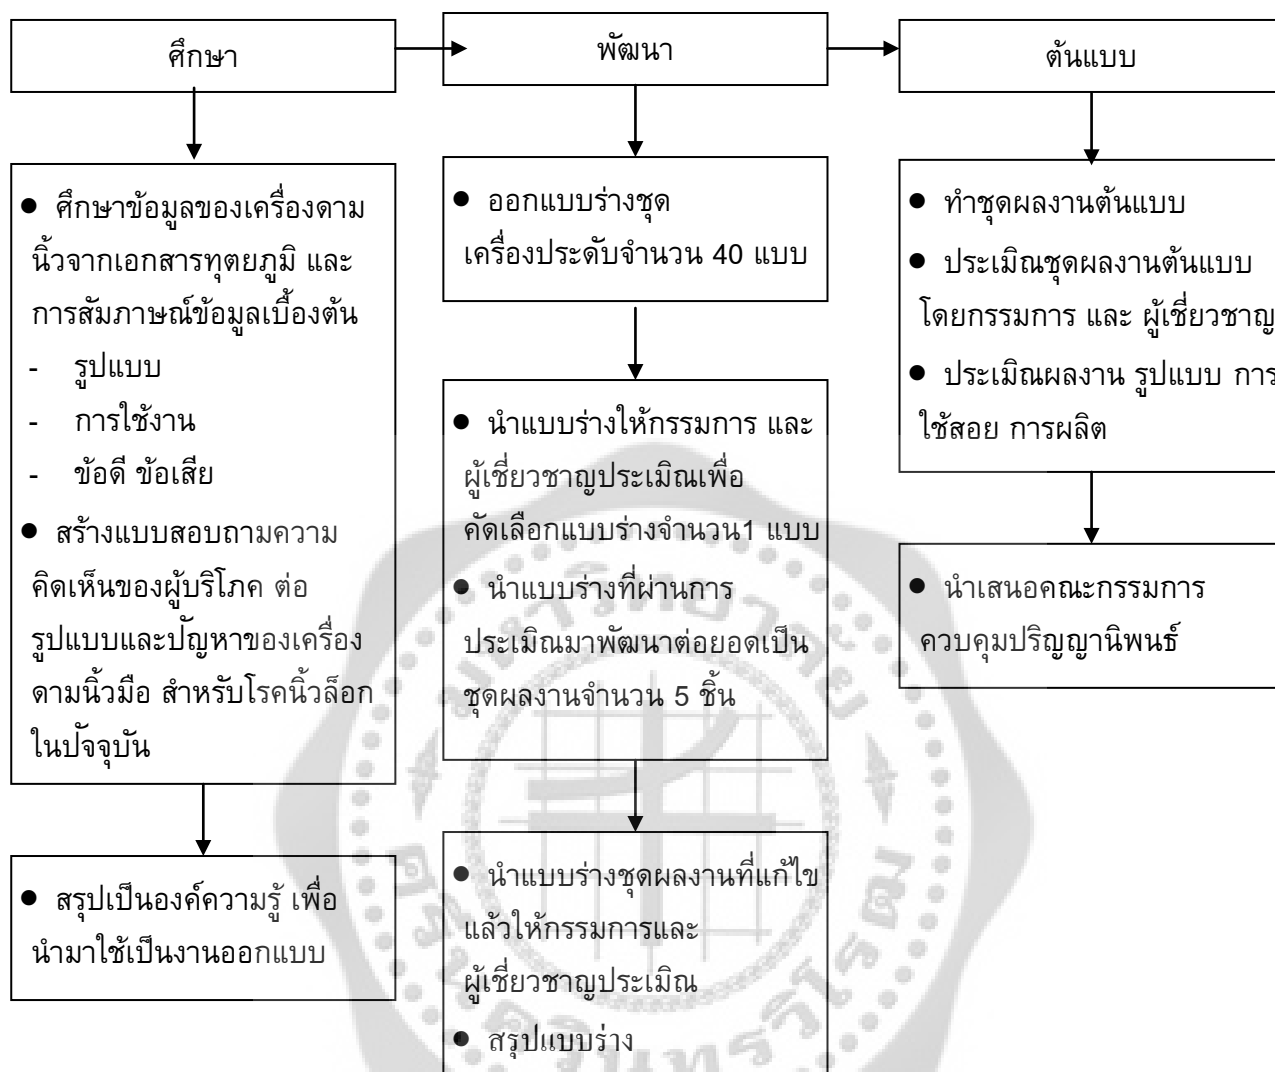 ศึกษา
พัฒนา
ต้นแบบ
● ศึกษาข้อมูลของเครื่องดาม
นิ้วจากเอกสารทุตยภูมิ และ
การสัมภาษณ์ข้อมูลเบื้องต้น
- รูปแบบ
- การใช้งาน
- ข้อดี ข้อเสีย
● สร้างแบบสอบถามความ
คิดเห็นของผู้บริโภค ต่อ
รูปแบบและปัญหาของเครื่อง
ดามนิ้วมือ สำหรับโรคนิ้วล็อก
ในปัจจุบัน
● สรุปเป็นองค์ความรู้ เพื่อ
นำมาใช้เป็นงานออกแบบ
● ออกแบบร่างชุด
เครื่องประดับจำนวน 40 แบบ
● นำแบบร่างให้กรรมการ และ
ผู้เชี่ยวชาญประเมิณเพื่อ
คัดเลือกแบบร่างจำนวน1 แบบ
● นำแบบร่างที่ผ่านการ
ประเมิณมาพัฒนาต่อยอดเป็น
ชุดผลงานจำนวน 5 ชิ้น
● นำแบบร่างชุดผลงานที่แก้ไข
แล้วให้กรรมการและ
ผู้เชี่ยวชาญประเมิณ
● สรุปแบบร่าง
● ทำชุดผลงานต้นแบบ
● ประเมิณชุดผลงานต้นแบบ
โดยกรรมการ และ ผู้เชี่ยวชาญ
● ประเมิณผลงาน รูปแบบ การ
ใช้สอย การผลิต
● นำเสนอคณะกรรมการ
ควบคุมปริญญานิพนธ์
มหาวิทยาลัย
ศรีนครินทรวิโรฒ